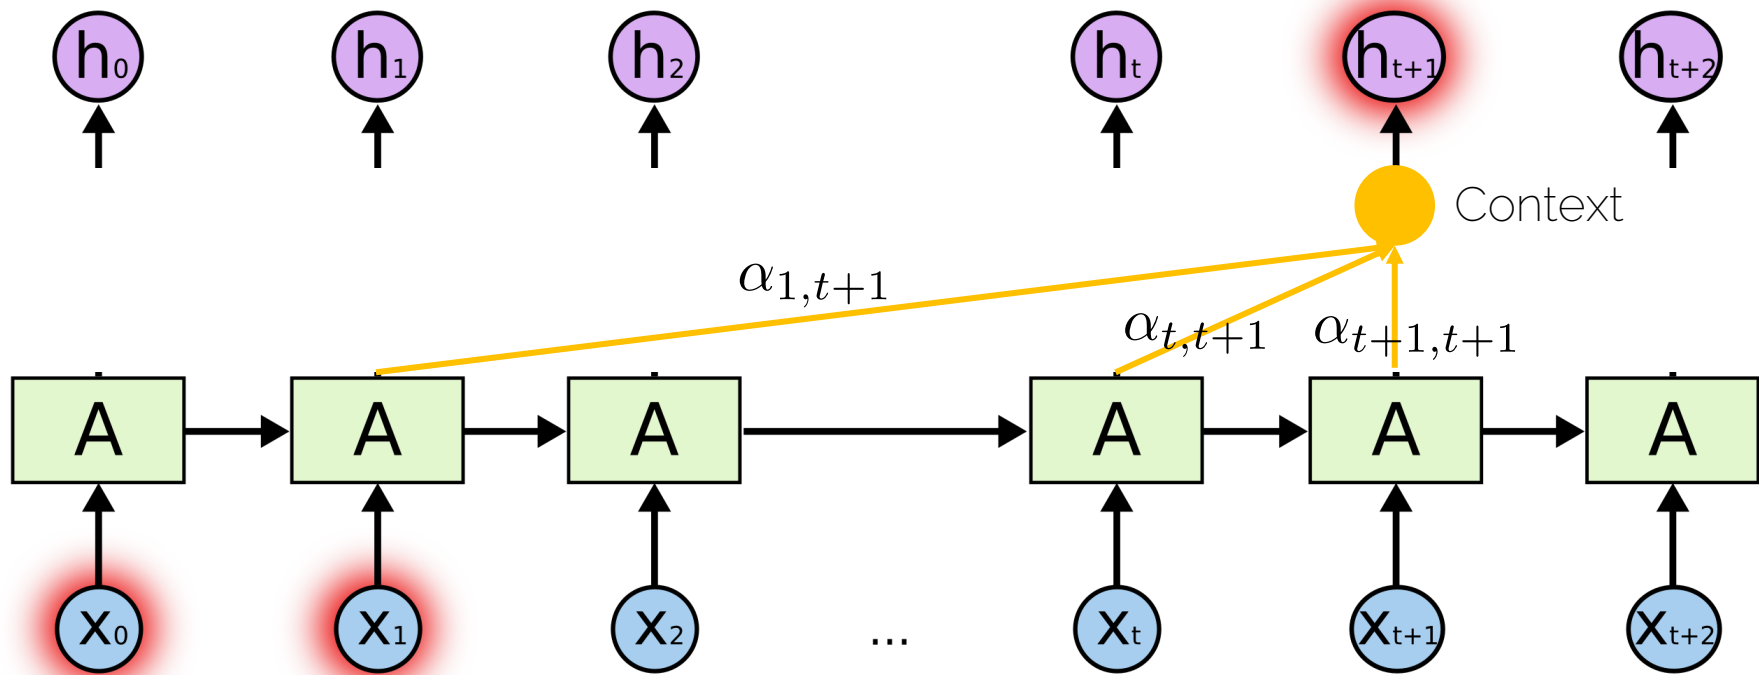 h₀ h₁ h₂ hₜ hₜ₊₁ hₜ₊₂
Context
α₁,ₜ₊₁
αₜ,ₜ₊₁ αₜ₊₁,ₜ₊₁
A A A A A A
x₀ x₁ x₂ ... xₜ xₜ₊₁ xₜ₊₂